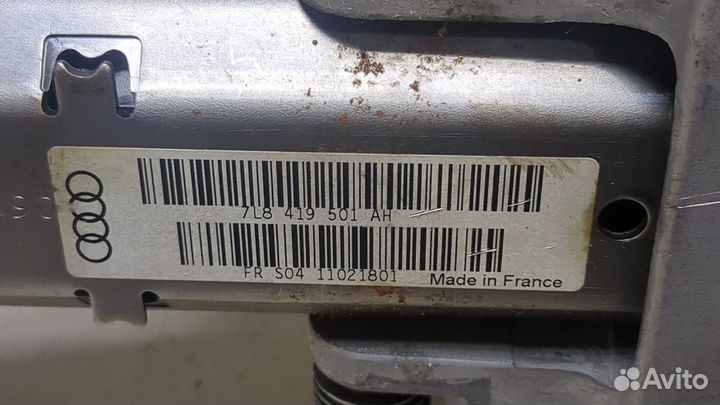 7L8 419 501 AH
FR S04 11021801
Made in France
Avito